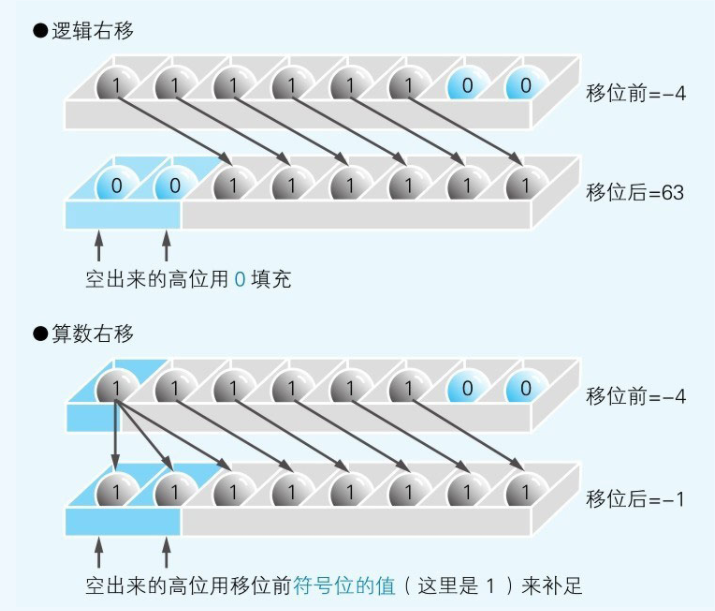 ●逻辑右移
1 1 1 1 1 1 0 0 移位前=-4
0 0 1 1 1 1 1 1 移位后=63
空出来的高位用 0 填充
●算数右移
1 1 1 1 1 1 0 0 移位前=-4
1 1 1 1 1 1 1 1 移位后=-1
空出来的高位用移位前符号位的值（这里是 1 ）来补足